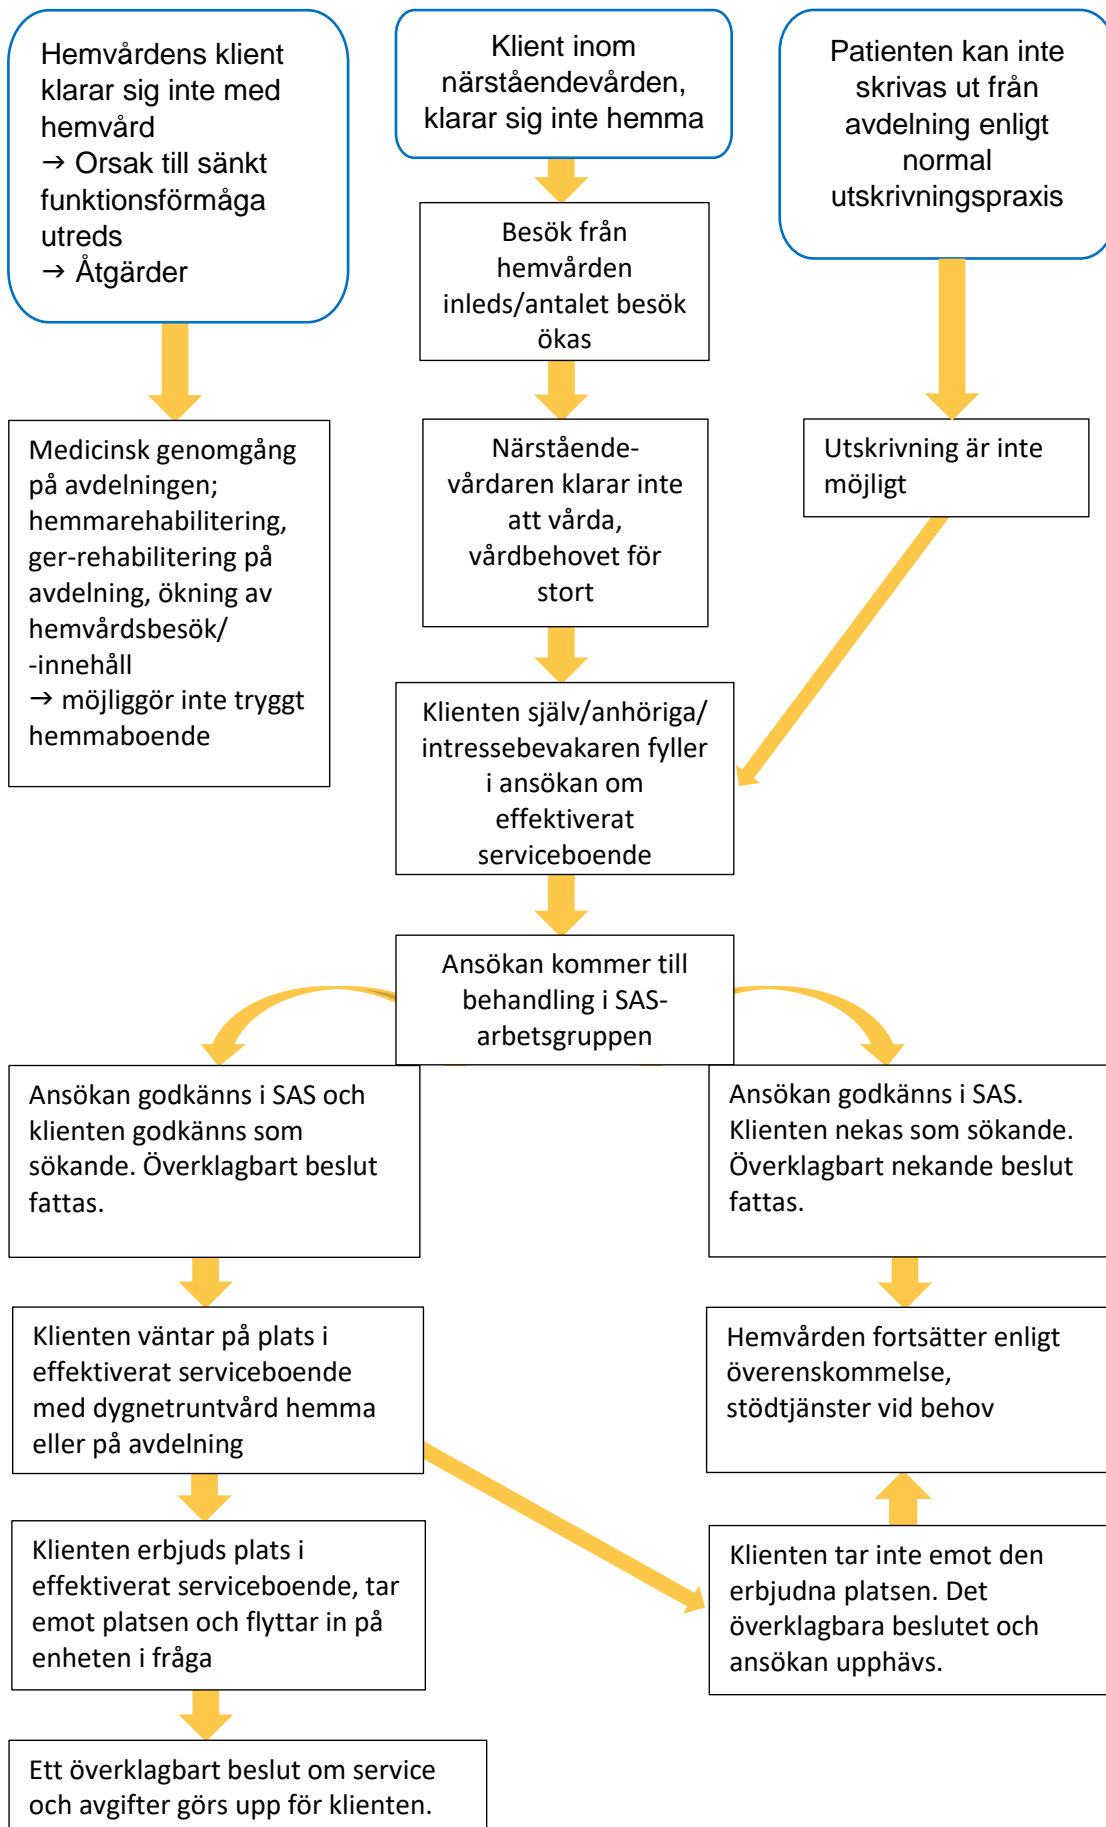 Hemvårdens klient
klarar sig inte med
hemvård
→ Orsak till sänkt
funktionsförmåga
utreds
→ Åtgärder
Klient inom
närståendevården,
klarar sig inte hemma
Patienten kan inte
skrivas ut från
avdelning enligt
normal
utskrivningspraxis
Besök från
hemvården
inleds/antalet besök
ökas
Medicinsk genomgång
på avdelningen;
hemmarehabilitering,
ger-rehabilitering på
avdelning, ökning av
hemvårdsbesök/
-innehåll
→ möjliggör inte tryggt
hemmaboende
Närstående-
vårdaren klarar inte
att vårda,
vårdbehovet för
stort
Utskrivning är inte
möjligt
Klienten själv/anhöriga/
intressebevakaren fyller
i ansökan om
effektiverat
serviceboende
Ansökan kommer till
behandling i SAS-
arbetsgruppen
Ansökan godkänns i SAS och
klienten godkänns som
sökande. Överklagbart beslut
fattas.
Ansökan godkänns i SAS.
Klienten nekas som sökande.
Överklagbart nekande beslut
fattas.
Klienten väntar på plats i
effektiverat serviceboende
med dygnetruntvård hemma
eller på avdelning
Hemvården fortsätter enligt
överenskommelse,
stödtjänster vid behov
Klienten erbjuds plats i
effektiverat serviceboende, tar
emot platsen och flyttar in på
enheten i fråga
Klienten tar inte emot den
erbjudna platsen. Det
överklagbara beslutet och
ansökan upphävs.
Ett överklagbart beslut om service
och avgifter görs upp för klienten.